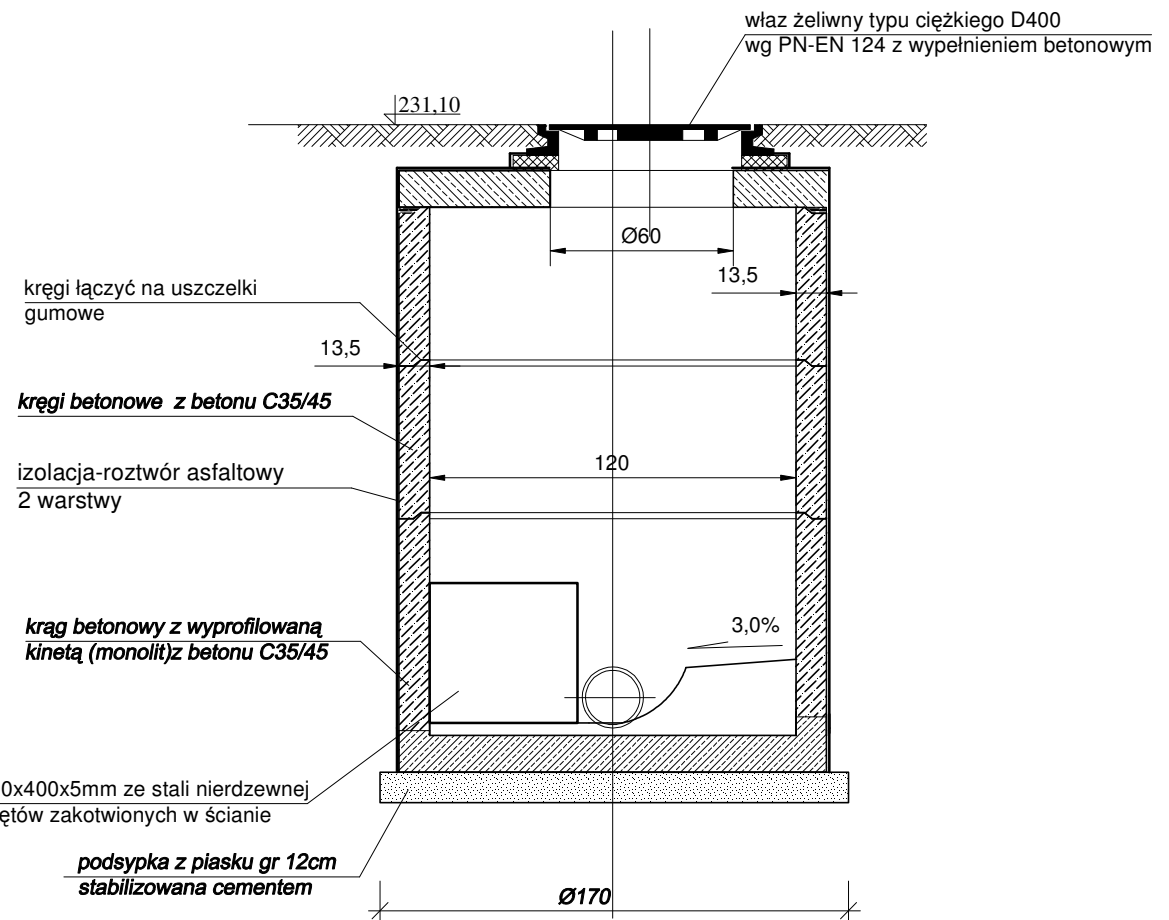 właz żeliwny typu ciężkiego D400
wg PN-EN 124 z wypełnieniem betonowym
231,10
Ø60
13,5
kręgi łączyć na uszczelki
gumowe
13,5
kręgi betonowe z betonu C35/45
120
izolacja-roztwór asfaltowy
2 warstwy
3,0%
krąg betonowy z wyprofilowaną
kinetą (monolit)z betonu C35/45
0x400x5mm ze stali nierdzewnej
ętów zakotwionych w ścianie
podsypka z piasku gr 12cm
stabilizowana cementem
Ø170